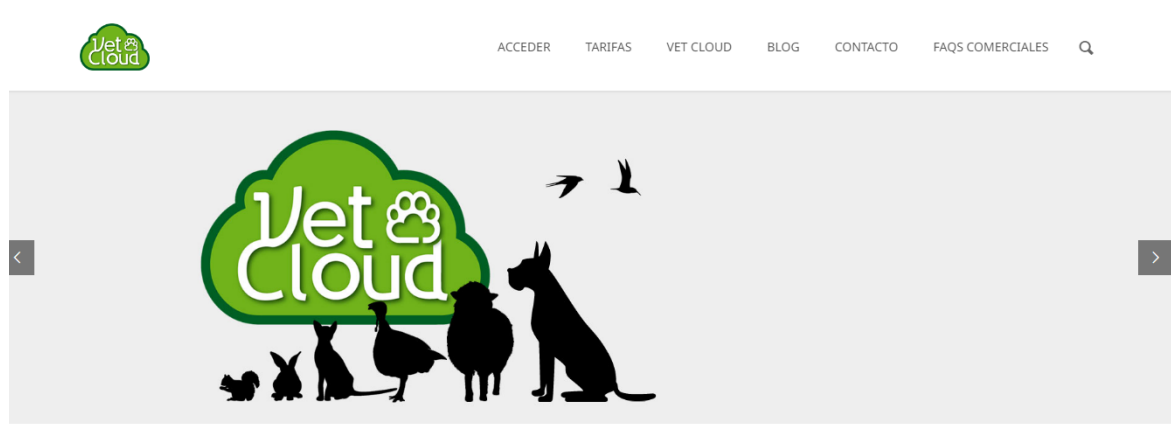 Vet
Cloud
ACCEDER TARIFAS VET CLOUD BLOG CONTACTO FAQS COMERCIALES
Vet
Cloud